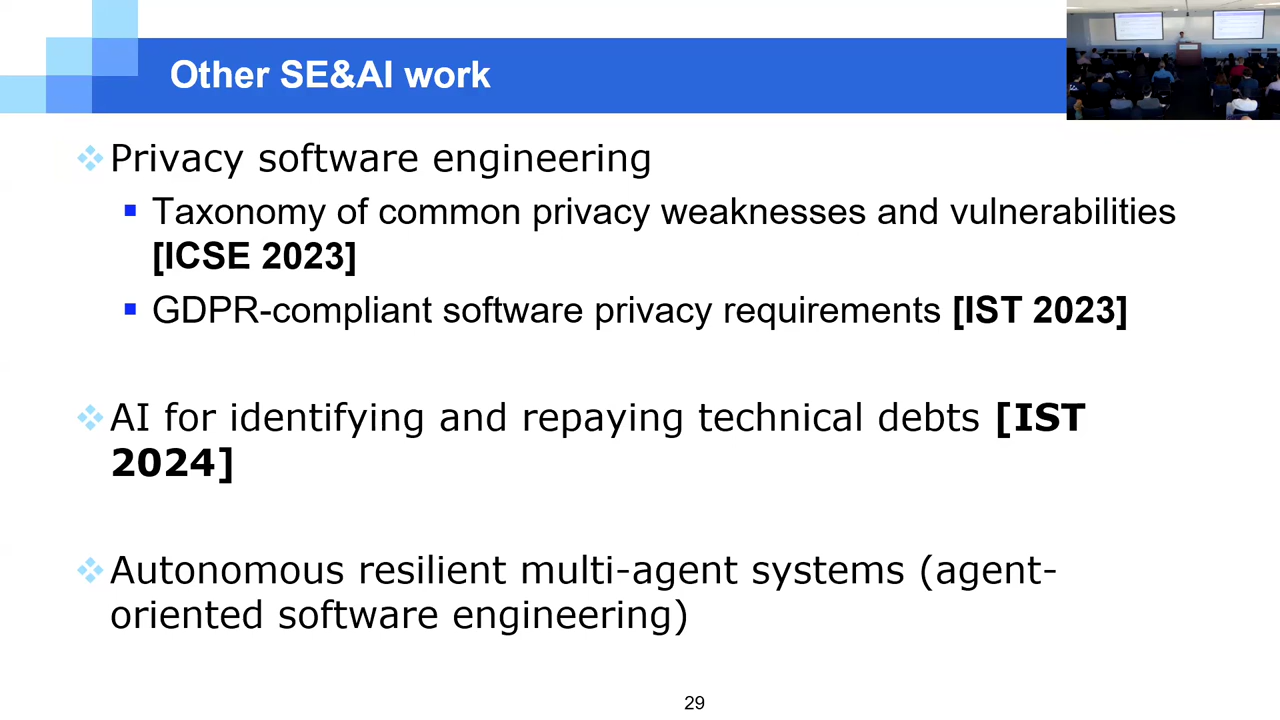 Other SE&AI work
Privacy software engineering
Taxonomy of common privacy weaknesses and vulnerabilities
[ICSE 2023]
GDPR-compliant software privacy requirements [IST 2023]
AI for identifying and repaying technical debts [IST
2024]
Autonomous resilient multi-agent systems (agent-
oriented software engineering)
29